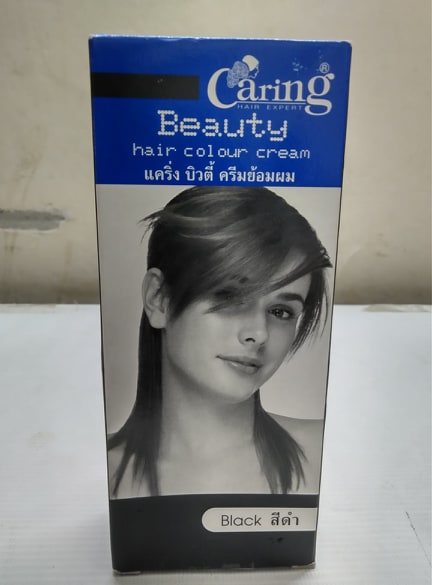 Caring®
HAIR EXPERT
Beauty
hair colour cream
แคริ่ง บิวตี้ ครีมย้อมผม
Black สีดำ